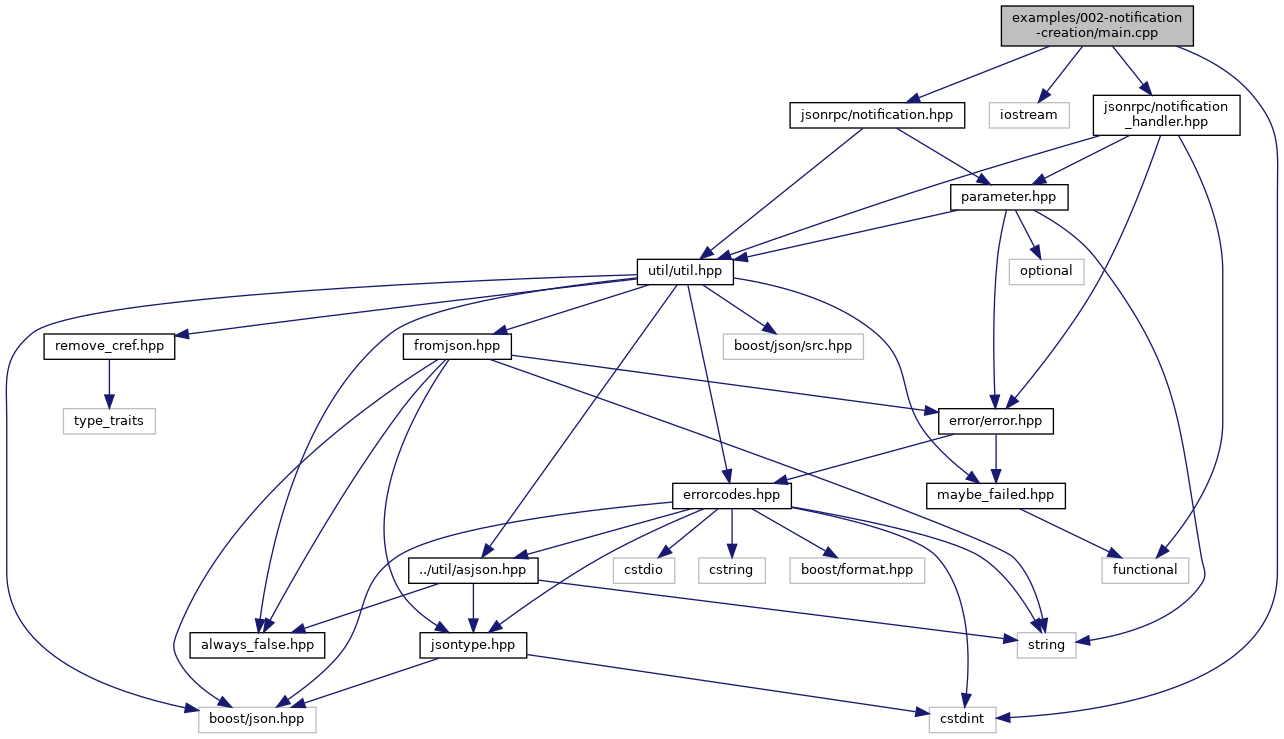 examples/002-notification
-creation/main.cpp
jsonrpc/notification.hpp
iostream
jsonrpc/notification
_handler.hpp
parameter.hpp
util/util.hpp
optional
remove_cref.hpp
fromjson.hpp
boost/json/src.hpp
type_traits
error/error.hpp
errorcodes.hpp
maybe_failed.hpp
../util/asjson.hpp
cstdio
cstring
boost/format.hpp
functional
always_false.hpp
jsontype.hpp
string
boost/json.hpp
cstdint